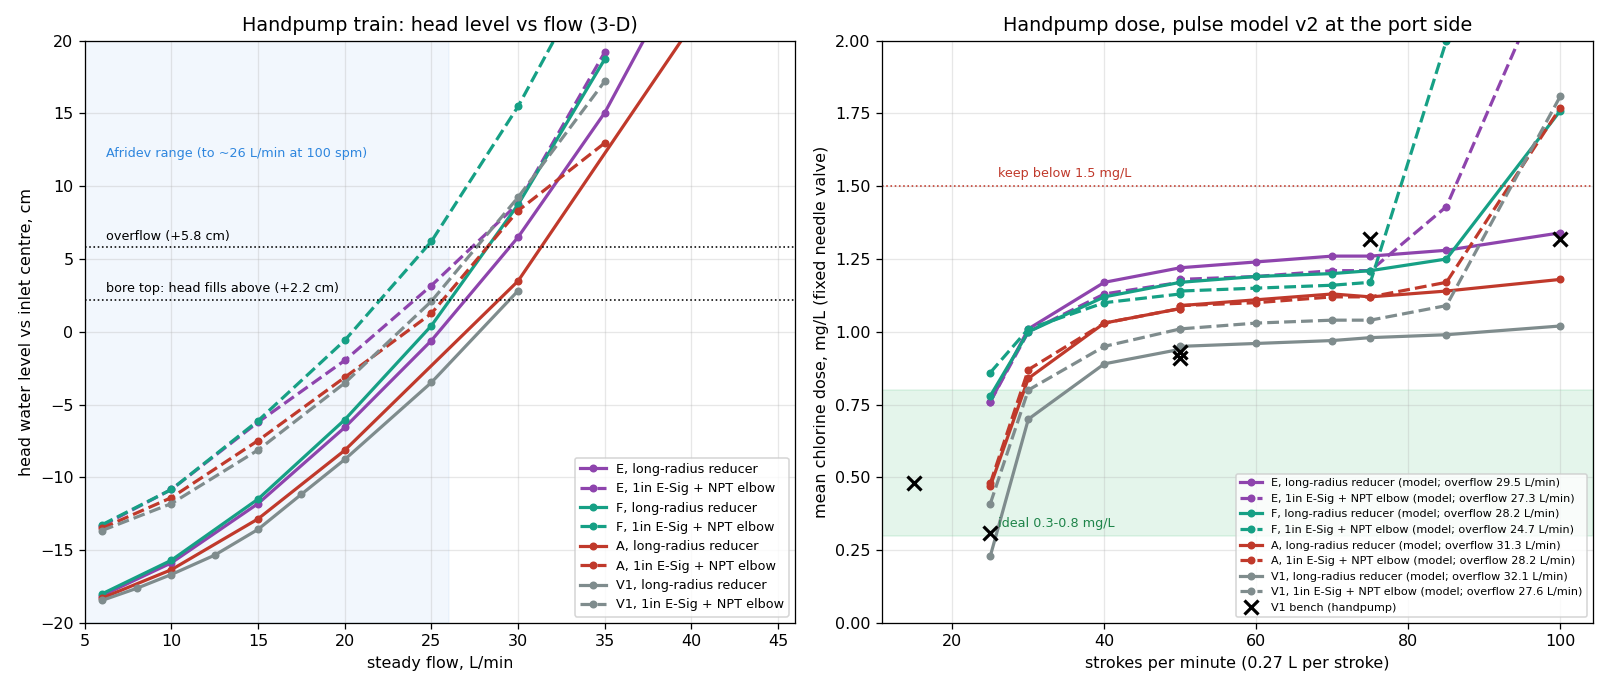 Handpump train: head level vs flow (3-D)
head water level vs inlet centre, cm
20
15
10
5
0
−5
−10
−15
−20
Afridev range (to ~26 L/min at 100 spm)
overflow (+5.8 cm)
bore top: head fills above (+2.2 cm)
E, long-radius reducer
E, 1in E-Sig + NPT elbow
F, long-radius reducer
F, 1in E-Sig + NPT elbow
A, long-radius reducer
A, 1in E-Sig + NPT elbow
V1, long-radius reducer
V1, 1in E-Sig + NPT elbow
5
10
15
20
25
30
35
40
45
steady flow, L/min
Handpump dose, pulse model v2 at the port side
mean chlorine dose, mg/L (fixed needle valve)
2.00
1.75
1.50
1.25
1.00
0.75
0.50
0.25
0.00
keep below 1.5 mg/L
ideal 0.3-0.8 mg/L
E, long-radius reducer (model; overflow 29.5 L/min)
E, 1in E-Sig + NPT elbow (model; overflow 27.3 L/min)
F, long-radius reducer (model; overflow 28.2 L/min)
F, 1in E-Sig + NPT elbow (model; overflow 24.7 L/min)
A, long-radius reducer (model; overflow 31.3 L/min)
A, 1in E-Sig + NPT elbow (model; overflow 28.2 L/min)
V1, long-radius reducer (model; overflow 32.1 L/min)
V1, 1in E-Sig + NPT elbow (model; overflow 27.6 L/min)
V1 bench (handpump)
20
40
60
80
100
strokes per minute (0.27 L per stroke)